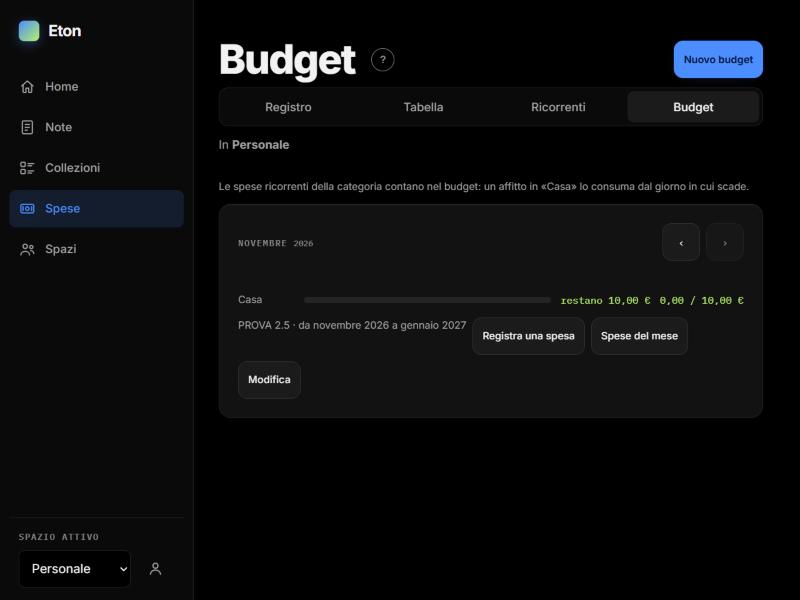 Eton
Home
Note
Collezioni
Spese
Spazi
SPAZIO ATTIVO
Personale
Budget
?
Nuovo budget
Registro
Tabella
Ricorrenti
Budget
In Personale
Le spese ricorrenti della categoria contano nel budget: un affitto in «Casa» lo consuma dal giorno in cui scade.
NOVEMBRE 2026
‹
›
Casa
restano 10,00 € 0,00 / 10,00 €
PROVA 2.5 · da novembre 2026 a gennaio 2027
Registra una spesa
Spese del mese
Modifica